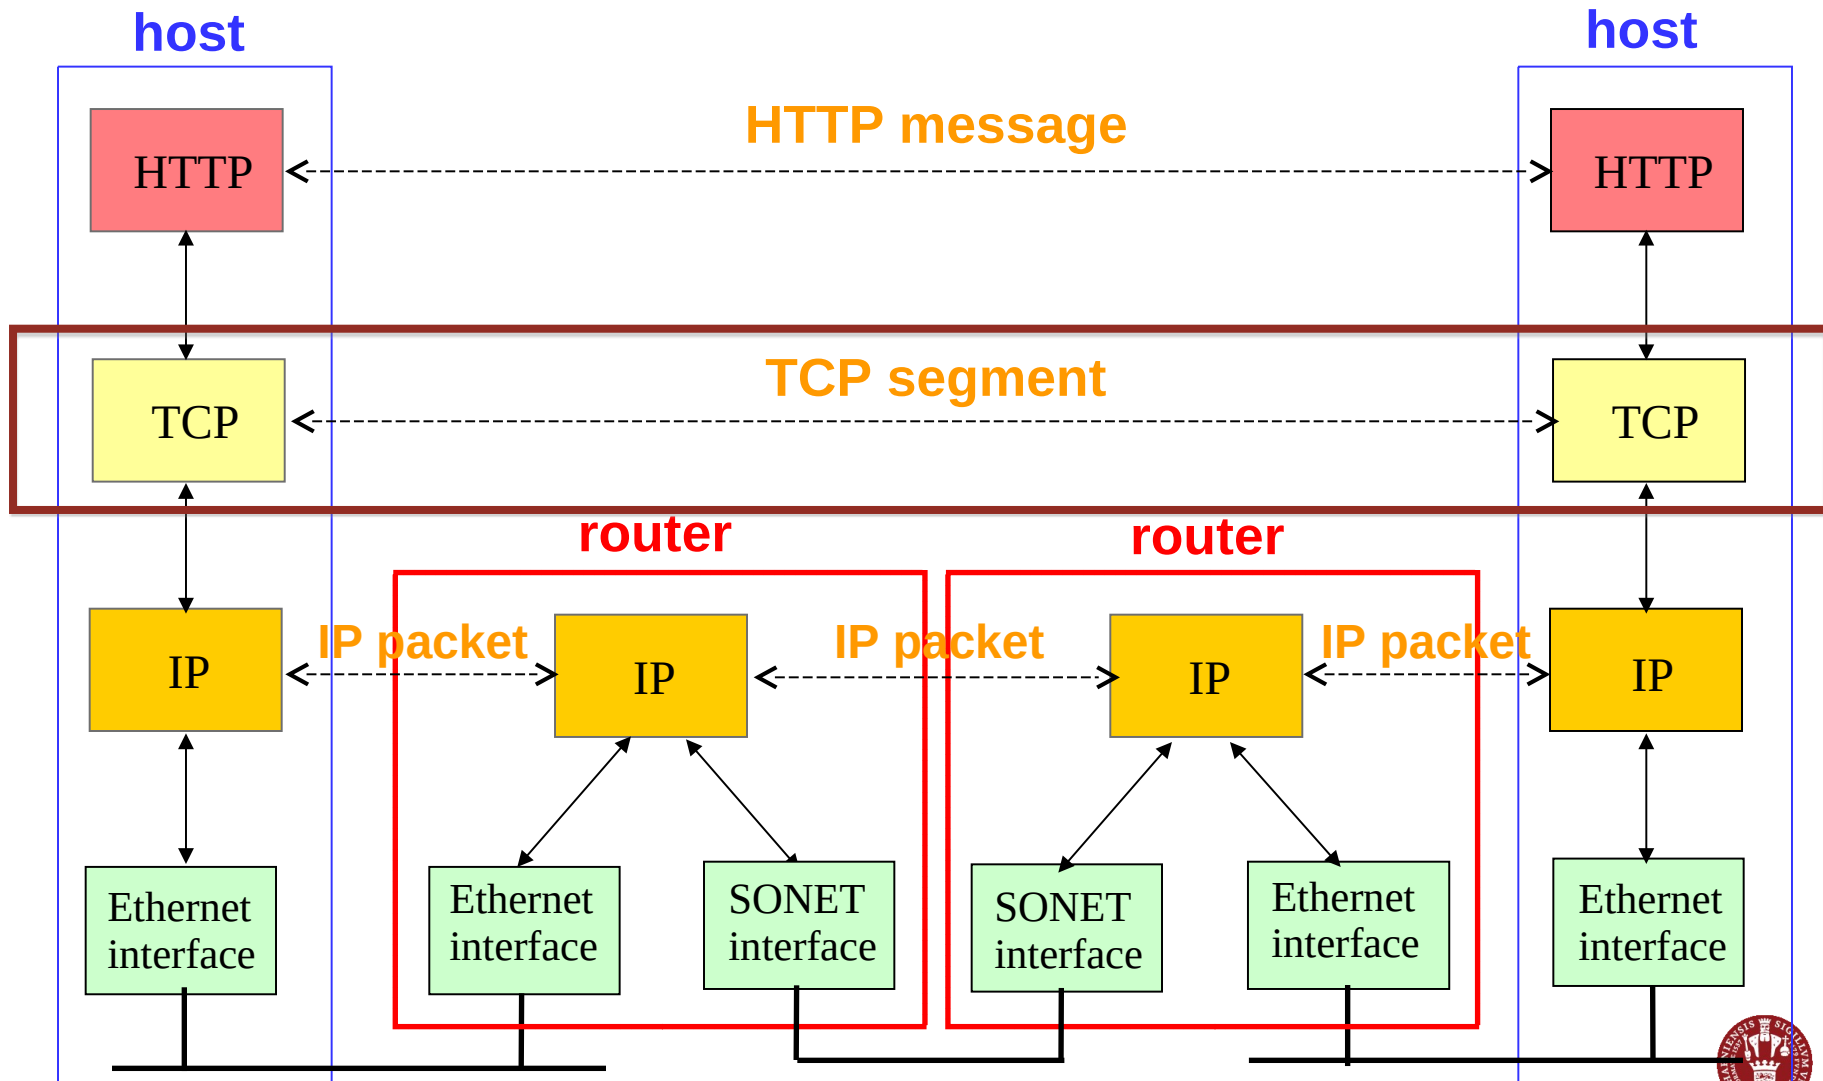 host
host
HTTP message
HTTP
HTTP
TCP segment
TCP
TCP
router
router
IP packet
IP packet
IP packet
IP
IP
IP
IP
Ethernet
interface
Ethernet
interface
SONET
interface
SONET
interface
Ethernet
interface
Ethernet
interface